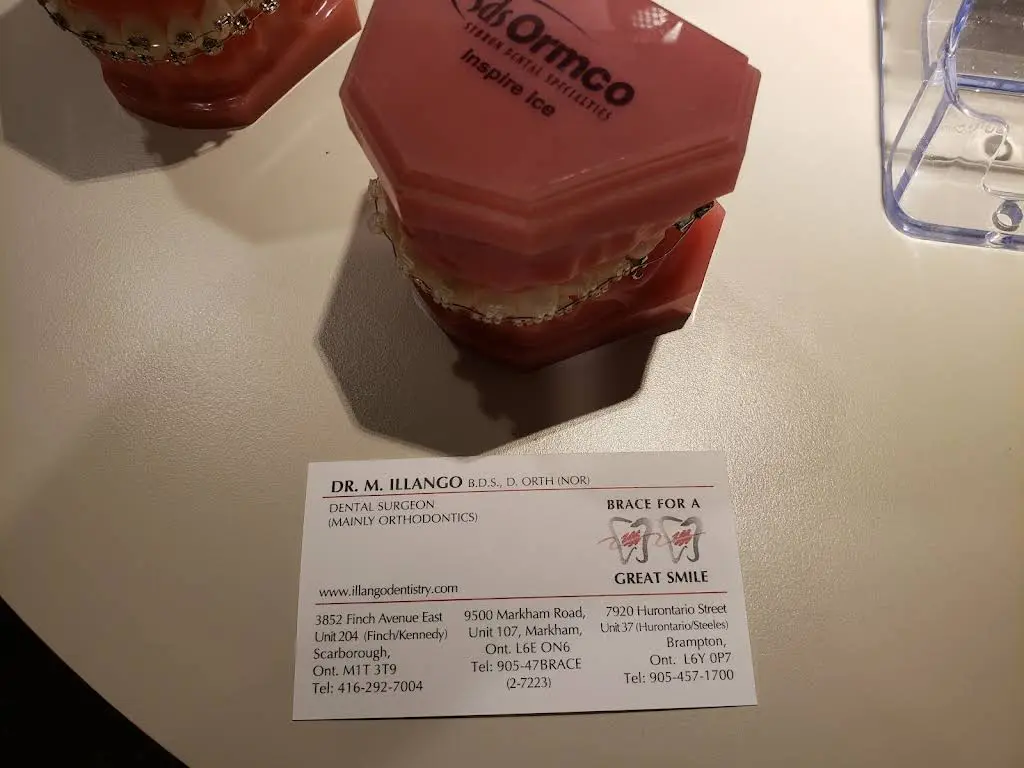 sdsOrmco
SYBRON DENTAL SPECIALTIES
Inspire Ice
DR. M. ILLANGO B.D.S., D. ORTH (NOR)
DENTAL SURGEON
(MAINLY ORTHODONTICS)
BRACE FOR A
GREAT SMILE
www.illangodentistry.com
3852 Finch Avenue East
Unit 204 (Finch/Kennedy)
Scarborough,
Ont. M1T 3T9
Tel: 416-292-7004
9500 Markham Road,
Unit 107, Markham,
Ont. L6E ON6
Tel: 905-47BRACE
(2-7223)
7920 Hurontario Street
Unit 37 (Hurontario/Steeles)
Brampton,
Ont. L6Y 0P7
Tel: 905-457-1700